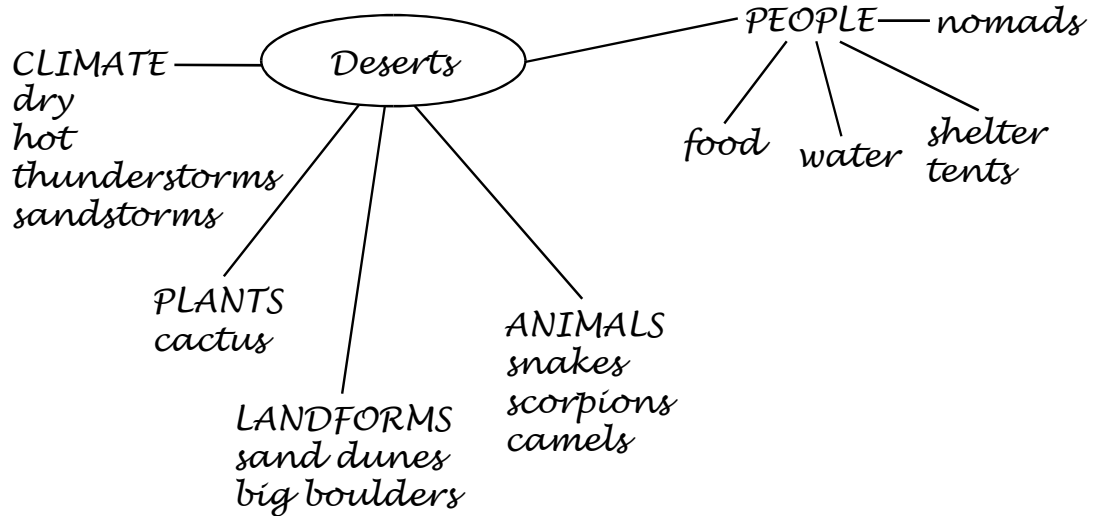 Deserts
CLIMATE
dry
hot
thunderstorms
sandstorms
PLANTS
cactus
LANDFORMS
sand dunes
big boulders
ANIMALS
snakes
scorpions
camels
PEOPLE
nomads
food
water
shelter
tents